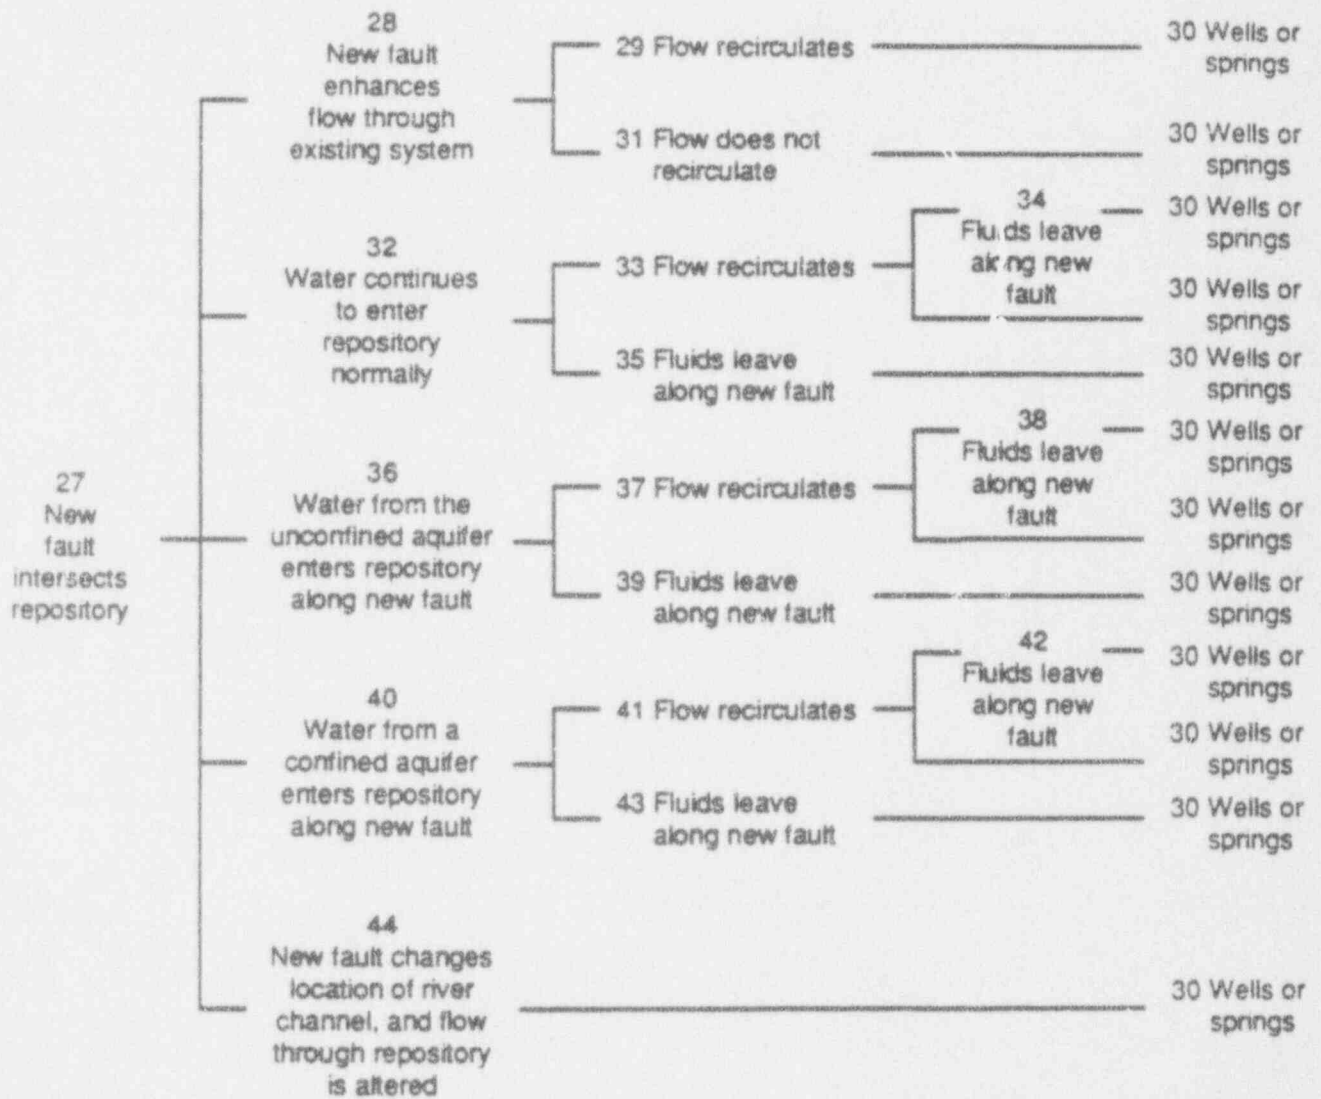 27
New
fault
intersects
repository
28
New fault
enhances
flow through
existing system
29 Flow recirculates
30 Wells or
springs
31 Flow does not
recirculate
30 Wells or
springs
32
Water continues
to enter
repository
normally
33 Flow recirculates
34
Fluids leave
along new
fault
30 Wells or
springs
30 Wells or
springs
35 Fluids leave
along new fault
30 Wells or
springs
36
Water from the
unconfined aquifer
enters repository
along new fault
37 Flow recirculates
38
Fluids leave
along new
fault
30 Wells or
springs
30 Wells or
springs
39 Fluids leave
along new fault
30 Wells or
springs
40
Water from a
confined aquifer
enters repository
along new fault
41 Flow recirculates
42
Fluids leave
along new
fault
30 Wells or
springs
30 Wells or
springs
43 Fluids leave
along new fault
30 Wells or
springs
44
New fault changes
location of river
channel, and flow
through repository
is altered
30 Wells or
springs